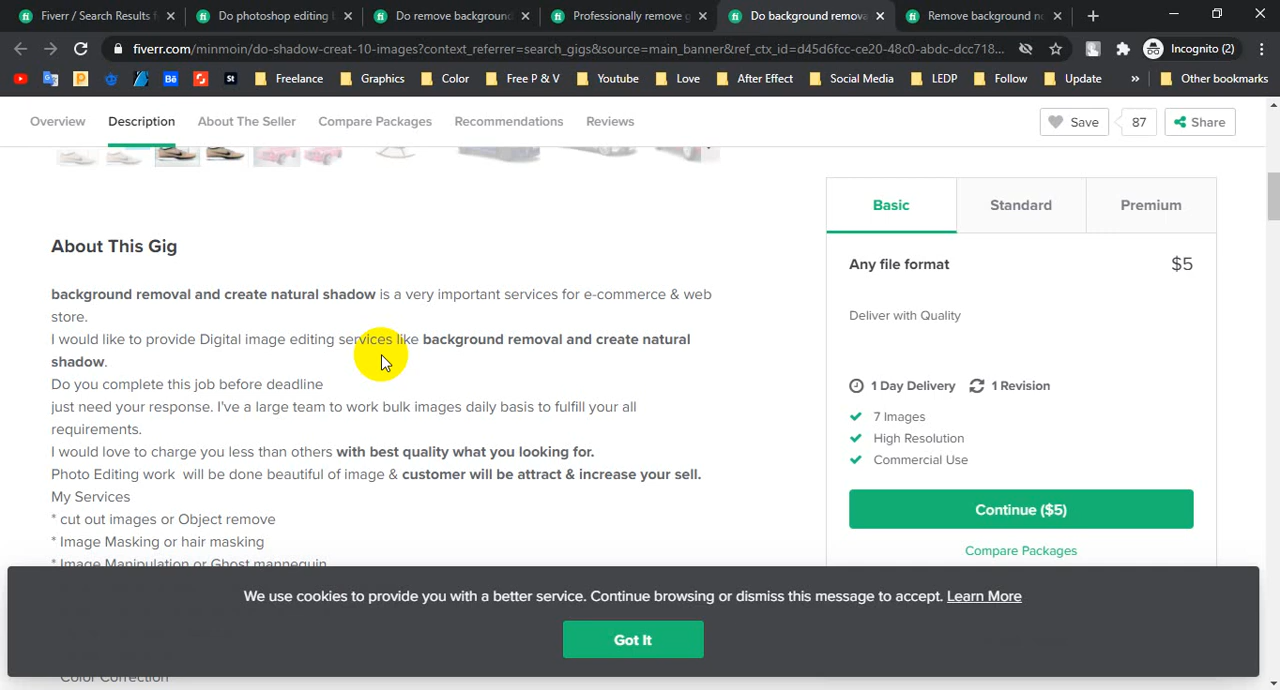 Fiverr / Search Results f
Do photoshop editing
Do remove background
Professionally remove
Do background remova
Remove background
Incognito (2)
fiverr.com/minmoin/do-shadow-creat-10-images?context_referrer=search_gigs&source=main_banner&ref_ctx_id=d45d6fcc-ce20-48c0-abdc-dcc718...
Bē St Freelance Graphics Color Free P & V Youtube Love After Effect Social Media LEDP Follow Update » Other bookmarks
Overview Description About The Seller Compare Packages Recommendations Reviews Save 87 Share
Basic Standard Premium
About This Gig
background removal and create natural shadow is a very important services for e-commerce & web
store.
I would like to provide Digital image editing services like background removal and create natural
shadow.
Do you complete this job before deadline
just need your response. I've a large team to work bulk images daily basis to fulfill your all
requirements.
I would love to charge you less than others with best quality what you looking for.
Photo Editing work will be done beautiful of image & customer will be attract & increase your sell.
My Services
* cut out images or Object remove
* Image Masking or hair masking
* Image Manipulation or Ghost mannequin
Color Correction
Any file format $5
Deliver with Quality
1 Day Delivery 1 Revision
7 Images
High Resolution
Commercial Use
Continue ($5)
Compare Packages
We use cookies to provide you with a better service. Continue browsing or dismiss this message to accept. Learn More
Got It